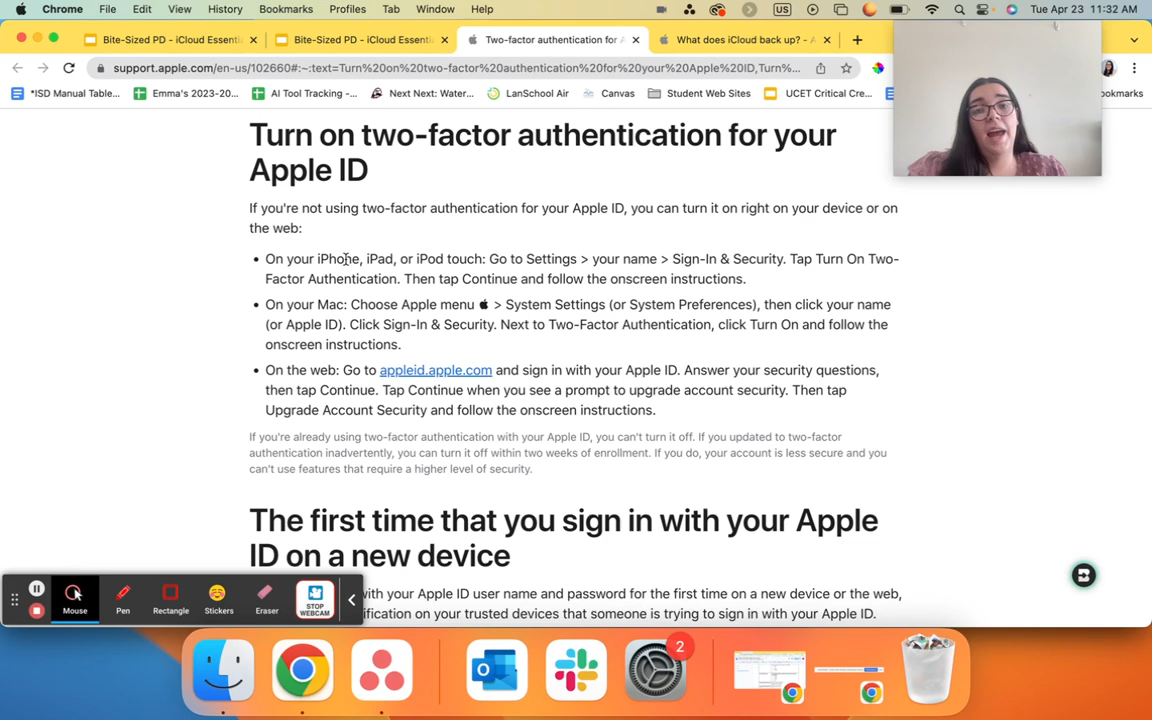 Chrome File Edit View History Bookmarks Profiles Tab Window Help US Tue Apr 23 11:32 AM
Bite-Sized PD - iCloud Essenti Bite-Sized PD - iCloud Essenti Two-factor authentication for What does iCloud back up? - A
support.apple.com/en-us/102660#:~:text=Turn%20on%20two-factor%20authentication%20for%20your%20Apple%20ID,Turn%...
*ISD Manual Table... Emma's 2023-20... AI Tool Tracking -... Next Next: Water... LanSchool Air Canvas Student Web Sites UCET Critical Cre... ookmarks
Turn on two-factor authentication for your
Apple ID
If you're not using two-factor authentication for your Apple ID, you can turn it on right on your device or on
the web:
• On your iPhone, iPad, or iPod touch: Go to Settings > your name > Sign-In & Security. Tap Turn On Two-
Factor Authentication. Then tap Continue and follow the onscreen instructions.
• On your Mac: Choose Apple menu > System Settings (or System Preferences), then click your name
(or Apple ID). Click Sign-In & Security. Next to Two-Factor Authentication, click Turn On and follow the
onscreen instructions.
• On the web: Go to appleid.apple.com and sign in with your Apple ID. Answer your security questions,
then tap Continue. Tap Continue when you see a prompt to upgrade account security. Then tap
Upgrade Account Security and follow the onscreen instructions.
If you're already using two-factor authentication with your Apple ID, you can't turn it off. If you updated to two-factor
authentication inadvertently, you can turn it off within two weeks of enrollment. If you do, your account is less secure and you
can't use features that require a higher level of security.
The first time that you sign in with your Apple
ID on a new device
with your Apple ID user name and password for the first time on a new device or the web,
ification on your trusted devices that someone is trying to sign in with your Apple ID.
Mouse Pen Rectangle Stickers Eraser STOP WEBCAM
2